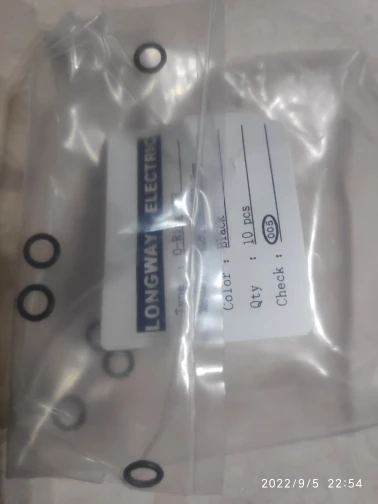 LONGWAY ELECTRIC
: O-R
Color : Black
Qty : 10 pcs
Check : 005
2022/9/5 22:54